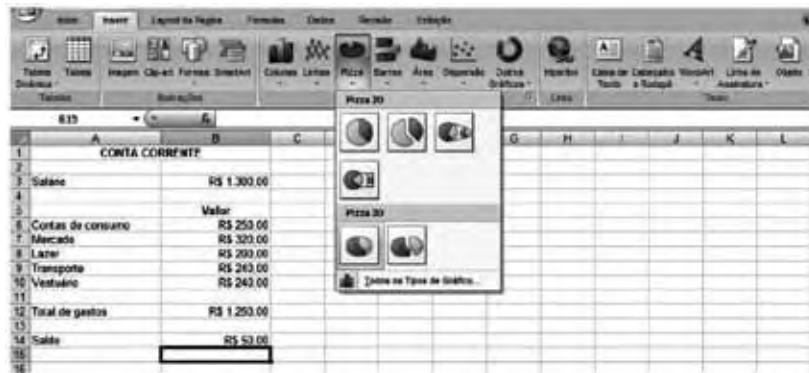 Início Inserir Layout da Página Fórmulas Dados Revisão Exibição
Tabela Dinâmica Tabela Imagem Clip-art Formas SmartArt Colunas Linhas Pizza Barras Área Dispersão Outros Gráficos Hiperlink Caixa de Texto Cabeçalho e Rodapé WordArt Linha de Assinatura Objeto
Tabelas Ilustrações Links Texto
Pizza 2D
B15
A B C G H I J K L
1 CONTA CORRENTE
2
3 Salário R$ 1.300,00
4
5 Valor
6 Contas de consumo R$ 250,00
7 Mercado R$ 320,00
8 Lazer R$ 200,00
9 Transporte R$ 240,00
10 Vestuário R$ 240,00
11
12 Total de gastos R$ 1.250,00
13
14 Saldo R$ 50,00
15
16
Pizza 3D
Todos os Tipos de Gráfico...